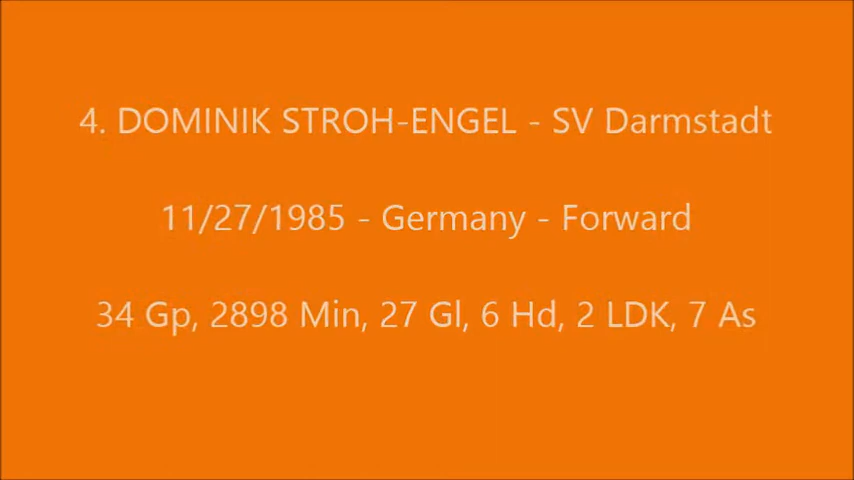 4. DOMINIK STROH-ENGEL - SV Darmstadt
11/27/1985 - Germany - Forward
34 Gp, 2898 Min, 27 Gl, 6 Hd, 2 LDK, 7 As